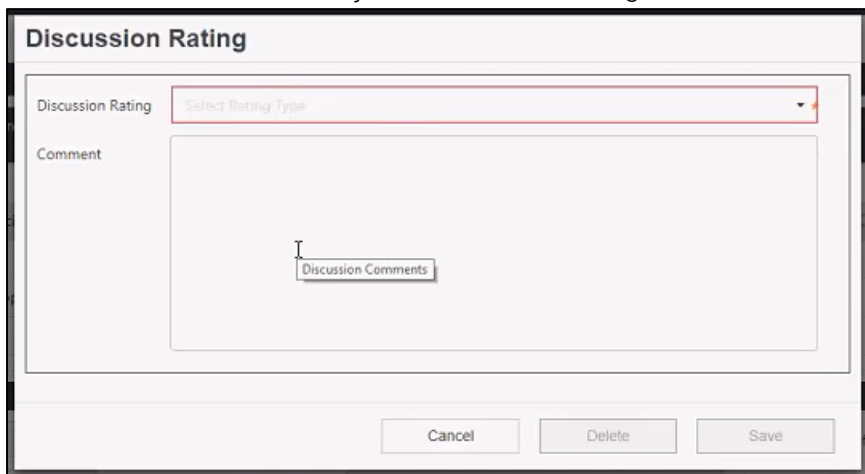 Discussion Rating
Discussion Rating Select Rating Type *
Comment
Discussion Comments
Cancel Delete Save